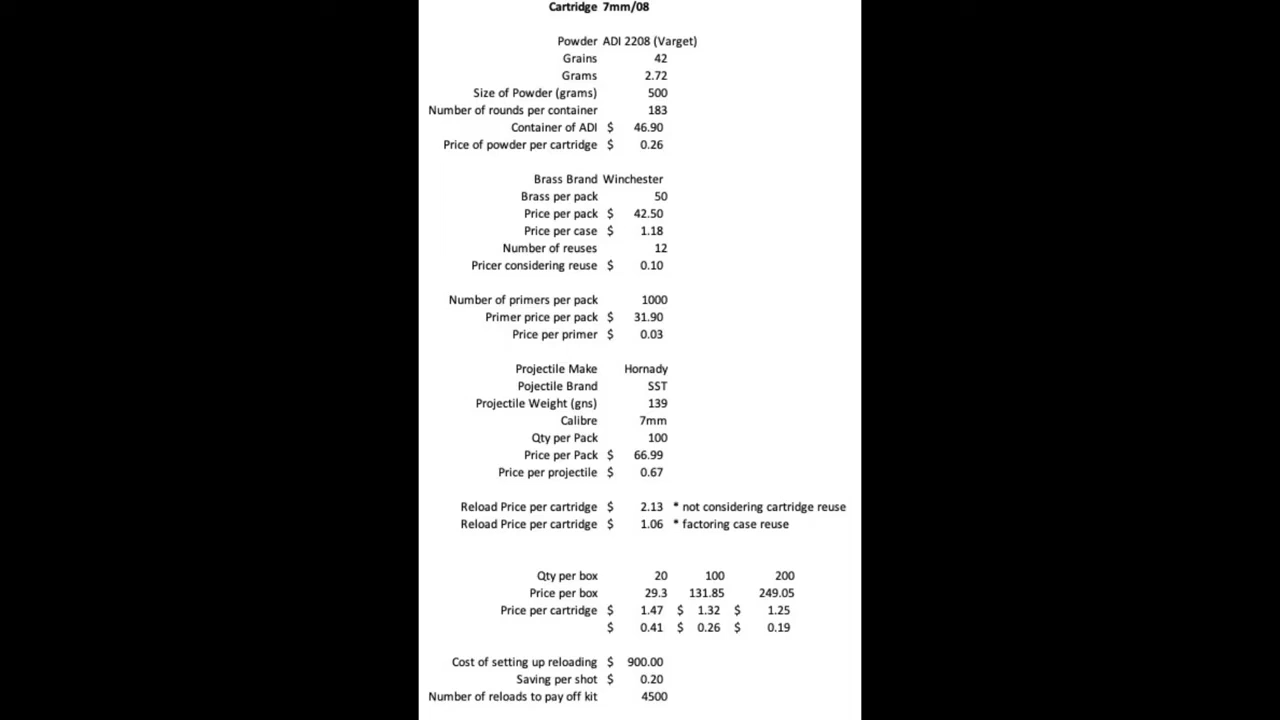 Cartridge 7mm/08
Powder ADI 2208 (Varget)
Grains 42
Grams 2.72
Size of Powder (grams) 500
Number of rounds per container 183
Container of ADI $ 46.90
Price of powder per cartridge $ 0.26
Brass Brand Winchester
Brass per pack 50
Price per pack $ 42.50
Price per case $ 1.18
Number of reuses 12
Pricer considering reuse $ 0.10
Number of primers per pack 1000
Primer price per pack $ 31.90
Price per primer $ 0.03
Projectile Make Hornady
Pojectile Brand SST
Projectile Weight (gns) 139
Calibre 7mm
Qty per Pack 100
Price per Pack $ 66.99
Price per projectile $ 0.67
Reload Price per cartridge $ 2.13 * not considering cartridge reuse
Reload Price per cartridge $ 1.06 * factoring case reuse
Qty per box 20 100 200
Price per box 29.3 131.85 249.05
Price per cartridge $ 1.47 $ 1.32 $ 1.25
$ 0.41 $ 0.26 $ 0.19
Cost of setting up reloading $ 900.00
Saving per shot $ 0.20
Number of reloads to pay off kit 4500